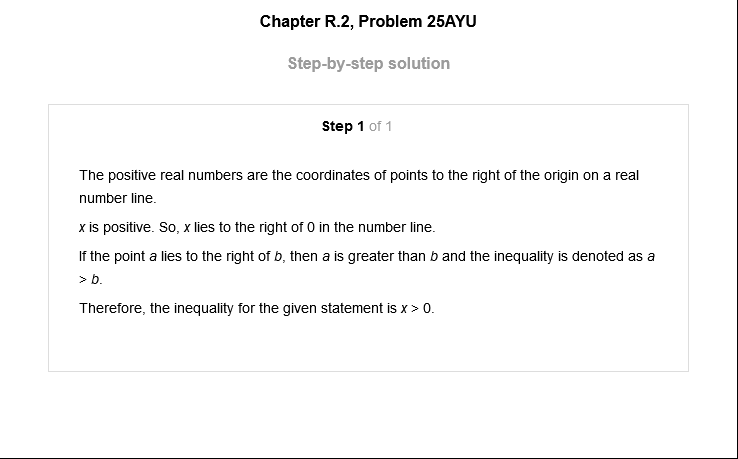 Chapter R.2, Problem 25AYU
Step-by-step solution
Step 1 of 1
The positive real numbers are the coordinates of points to the right of the origin on a real
number line.
x is positive. So, x lies to the right of 0 in the number line.
If the point a lies to the right of b, then a is greater than b and the inequality is denoted as a
> b.
Therefore, the inequality for the given statement is x > 0.